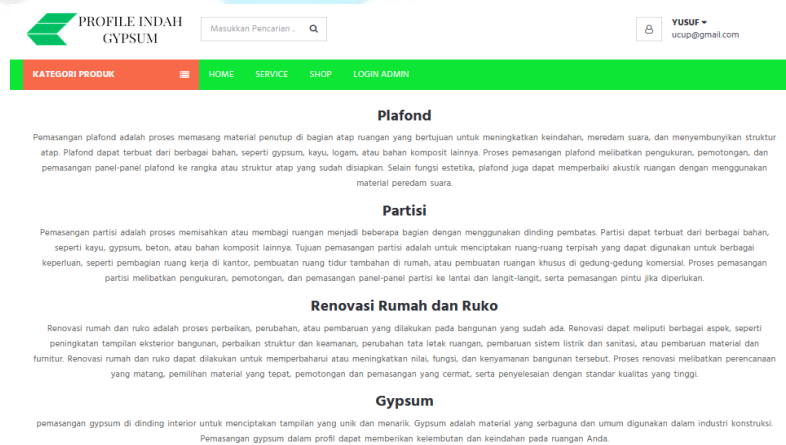 PROFILE INDAH
GYPSUM
Masukkan Pencarian ..
YUSUF
ucup@gmail.com
KATEGORI PRODUK
HOME SERVICE SHOP LOGIN ADMIN
Plafond
Pemasangan plafond adalah proses memasang material penutup di bagian atap ruangan yang bertujuan untuk meningkatkan keindahan, meredam suara, dan menyembunyikan struktur
atap. Plafond dapat terbuat dari berbagai bahan, seperti gypsum, kayu, logam, atau bahan komposit lainnya. Proses pemasangan plafond melibatkan pengukuran, pemotongan, dan
pemasangan panel-panel plafond ke rangka atau struktur atap yang sudah disiapkan. Selain fungsi estetika, plafond juga dapat memperbaiki akustik ruangan dengan menggunakan
material peredam suara.
Partisi
Pemasangan partisi adalah proses memisahkan atau membagi ruangan menjadi beberapa bagian dengan menggunakan dinding pembatas. Partisi dapat terbuat dari berbagai bahan,
seperti kayu, gypsum, beton, atau bahan komposit lainnya. Tujuan pemasangan partisi adalah untuk menciptakan ruang-ruang terpisah yang dapat digunakan untuk berbagai
keperluan, seperti pembagian ruang kerja di kantor, pembuatan ruang tidur tambahan di rumah, atau pembuatan ruangan khusus di gedung-gedung komersial. Proses pemasangan
partisi melibatkan pengukuran, pemotongan, dan pemasangan panel-panel partisi ke lantai dan langit-langit, serta pemasangan pintu jika diperlukan.
Renovasi Rumah dan Ruko
Renovasi rumah dan ruko adalah proses perbaikan, perubahan, atau pembaruan yang dilakukan pada bangunan yang sudah ada. Renovasi dapat meliputi berbagai aspek, seperti
peningkatan tampilan eksterior bangunan, perbaikan struktur dan keamanan, perubahan tata letak ruangan, pembaruan sistem listrik dan sanitasi, atau pembaruan material dan
furnitur. Renovasi rumah dan ruko dapat dilakukan untuk memperbaharui atau meningkatkan nilai, fungsi, dan kenyamanan bangunan tersebut. Proses renovasi melibatkan perencanaan
yang matang, pemilihan material yang tepat, pemotongan dan pemasangan yang cermat, serta penyelesaian dengan standar kualitas yang tinggi.
Gypsum
pemasangan gypsum di dinding interior untuk menciptakan tampilan yang unik dan menarik. Gypsum adalah material yang serbaguna dan umum digunakan dalam industri konstruksi.
Pemasangan gypsum dalam profil dapat memberikan kelembutan dan keindahan pada ruangan Anda.